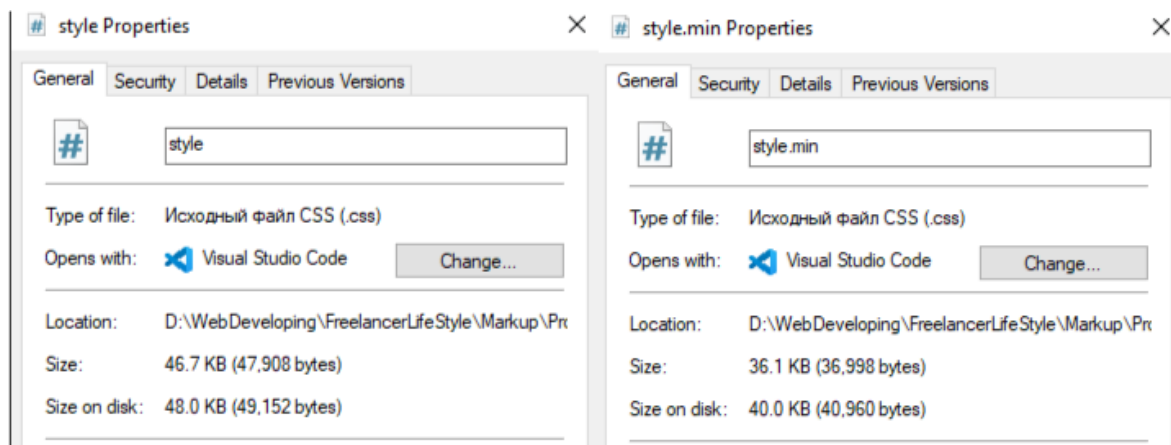 style Properties
General Security Details Previous Versions
style
Type of file: Исходный файл CSS (.css)
Opens with: Visual Studio Code Change...
Location: D:\WebDeveloping\FreelancerLifeStyle\Markup\Pro
Size: 46.7 KB (47,908 bytes)
Size on disk: 48.0 KB (49,152 bytes)
style.min Properties
General Security Details Previous Versions
style.min
Type of file: Исходный файл CSS (.css)
Opens with: Visual Studio Code Change...
Location: D:\WebDeveloping\FreelancerLifeStyle\Markup\Pro
Size: 36.1 KB (36,998 bytes)
Size on disk: 40.0 KB (40,960 bytes)